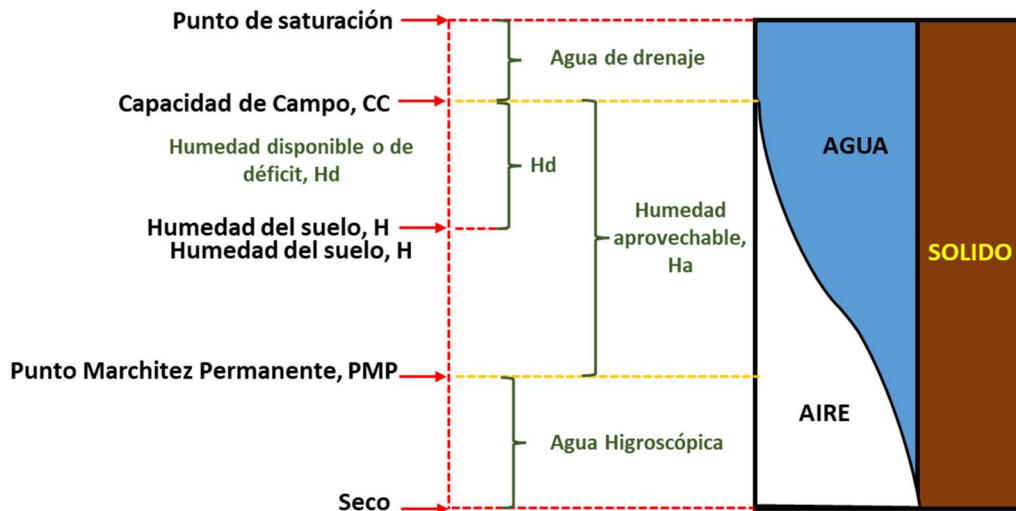 Punto de saturación
Agua de drenaje
Capacidad de Campo, CC
Humedad disponible o de
déficit, Hd
Hd
AGUA
Humedad del suelo, H
Humedad del suelo, H
Humedad
aprovechable,
Ha
SOLIDO
Punto Marchitez Permanente, PMP
AIRE
Agua Higroscópica
Seco